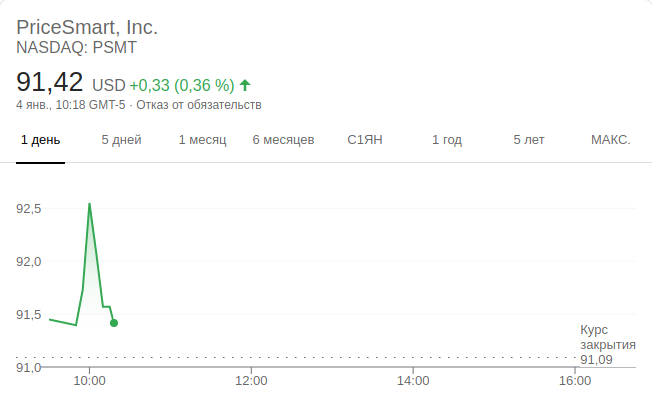 PriceSmart, Inc.
NASDAQ: PSMT
91,42 USD +0,33 (0,36 %)
4 янв., 10:18 GMT-5 · Отказ от обязательств
1 день 5 дней 1 месяц 6 месяцев С1ЯН 1 год 5 лет МАКС.
92,5
92,0
91,5
Курс
закрытия
91,09
91,0
10:00 12:00 14:00 16:00